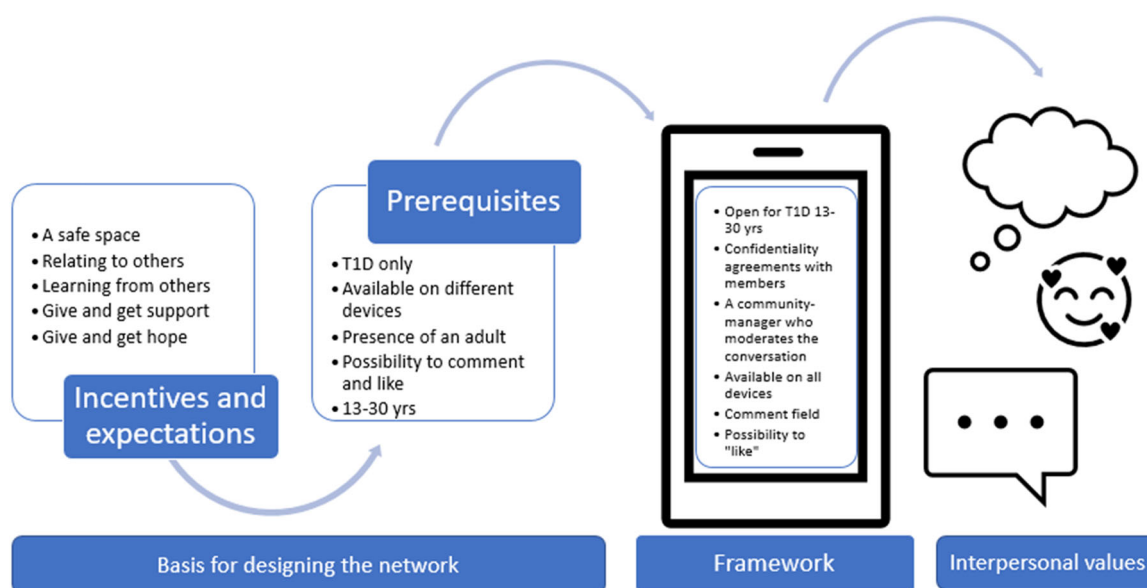 • A safe space
• Relating to others
• Learning from others
• Give and get support
• Give and get hope
Incentives and
expectations
Prerequisites
• T1D only
• Available on different
devices
• Presence of an adult
• Possibility to comment
and like
• 13-30 yrs
• Open for T1D 13-
30 yrs
• Confidentiality
agreements with
members
• A community-
manager who
moderates the
conversation
• Available on all
devices
• Comment field
• Possibility to
"like"
Basis for designing the network
Framework
Interpersonal values